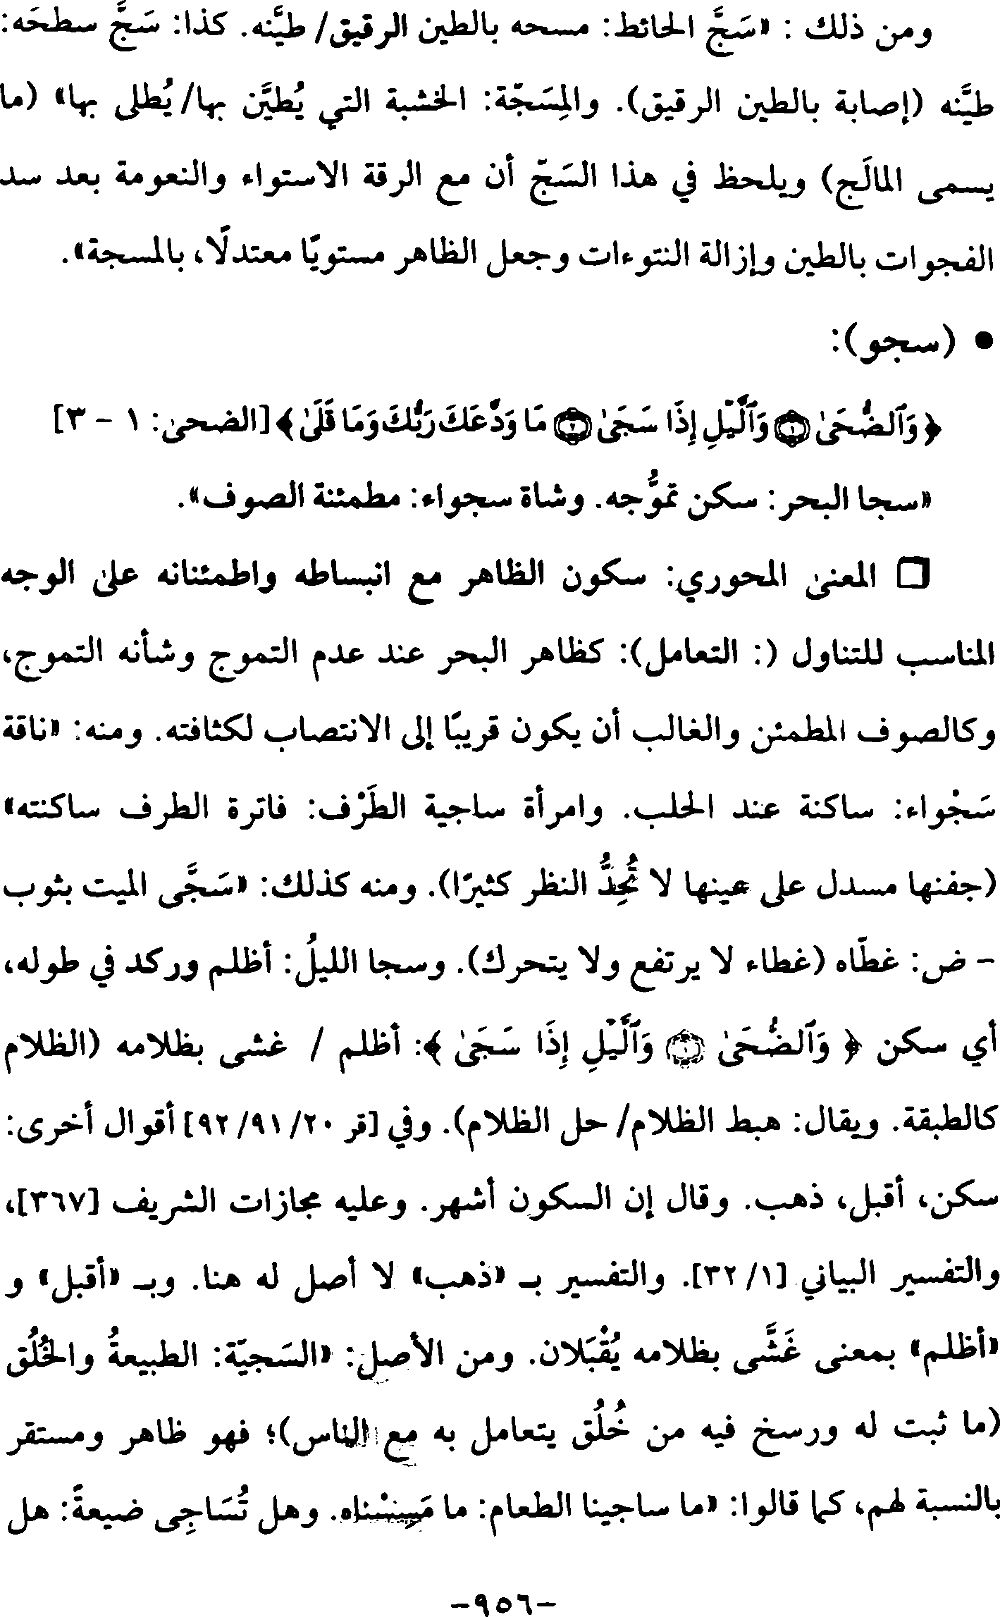 ومن ذلك : «سَجَّ الحائط: مسحه بالطين الرقيق/ طيَّنه. كذا: سَجَّ سطحَه:
طيَّنه (إصابة بالطين الرقيق). والمِسَجّة: الخشبة التي يُطيَّن بها/ يُطلى بها» (ما
يسمى المالَج) ويلحظ في هذا السَجّ أن مع الرقة الاستواء والنعومة بعد سد
الفجوات بالطين وإزالة النتوءات وجعل الظاهر مستويًا معتدلًا، بالمسجة».
• (سجو):
﴿وَٱلضُّحَىٰ ۝١ وَٱلَّيْلِ إِذَا سَجَىٰ ۝٢ مَا وَدَّعَكَ رَبُّكَ وَمَا قَلَىٰ﴾ [الضحىٰ: ١ - ٣]
«سجا البحر: سكن تموُّجه. وشاة سجواء: مطمئنة الصوف».
❒ المعنىٰ المحوري: سكون الظاهر مع انبساطه واطمئنانه علىٰ الوجه
المناسب للتناول (: التعامل): كظاهر البحر عند عدم التموج وشأنه التموج،
وكالصوف المطمئن والغالب أن يكون قريبًا إلى الانتصاب لكثافته. ومنه: «ناقة
سَجْواء: ساكنة عند الحلب. وامرأة ساجية الطَرْف: فاترة الطرف ساكنته»
(جفنها مسدل على عينها لا تُحِدُّ النظر كثيرًا). ومنه كذلك: «سَجَّى الميت بثوب
- ض: غطّاه (غطاء لا يرتفع ولا يتحرك). وسجا الليلُ: أظلم وركد في طوله،
أي سكن ﴿ وَٱلضُّحَىٰ ۝١ وَٱلَّيْلِ إِذَا سَجَىٰ ﴾: أظلم / غشى بظلامه (الظلام
كالطبقة. ويقال: هبط الظلام/ حل الظلام). وفي [قر ٢٠/ ٩١/ ٩٢] أقوال أخرى:
سكن، أقبل، ذهب. وقال إن السكون أشهر. وعليه مجازات الشريف [٣٦٧]،
والتفسير البياني [١/ ٣٢]. والتفسير بـ «ذهب» لا أصل له هنا. وبـ «أقبل» و
«أظلم» بمعنى غَشَّى بظلامه يُقْبَلان. ومن الأصل: «السَجيّة: الطبيعةُ والخُلُق
(ما ثبت له ورسخ فيه من خُلُق يتعامل به مع الناس)؛ فهو ظاهر ومستقر
بالنسبة لهم، كما قالوا: «ما ساجينا الطعام: ما مَسِسْناه. وهل تُسَاجِى ضيعةً: هل
-٩٥٦-